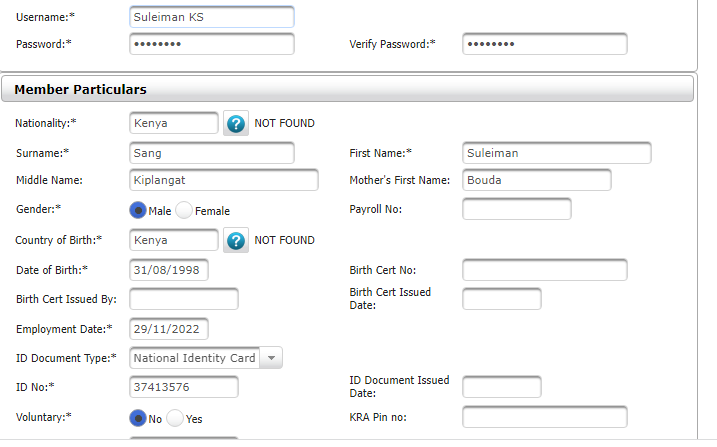 Username:* Suleiman KS
Password:* •••••••• Verify Password:* ••••••••
Member Particulars
Nationality:* Kenya ? NOT FOUND
Surname:* Sang First Name:* Suleiman
Middle Name: Kiplangat Mother's First Name: Bouda
Gender:* Male Female Payroll No:
Country of Birth:* Kenya ? NOT FOUND
Date of Birth:* 31/08/1998 Birth Cert No:
Birth Cert Issued By: Birth Cert Issued
Date:
Employment Date:* 29/11/2022
ID Document Type:* National Identity Card
ID No:* 37413576 ID Document Issued
Date:
Voluntary:* No Yes KRA Pin no: